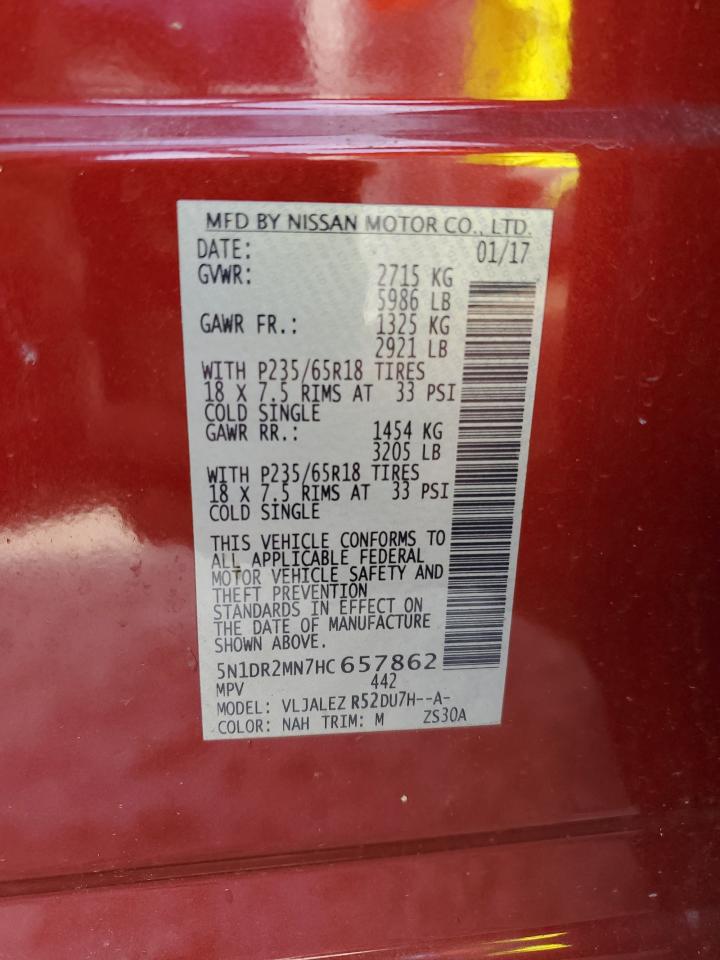 MFD BY NISSAN MOTOR CO., LTD.
DATE: 01/17
GVWR: 2715 KG
5986 LB
GAWR FR.: 1325 KG
2921 LB
WITH P235/65R18 TIRES
18 X 7.5 RIMS AT 33 PSI
COLD SINGLE
GAWR RR.: 1454 KG
3205 LB
WITH P235/65R18 TIRES
18 X 7.5 RIMS AT 33 PSI
COLD SINGLE
THIS VEHICLE CONFORMS TO
ALL APPLICABLE FEDERAL
MOTOR VEHICLE SAFETY AND
THEFT PREVENTION
STANDARDS IN EFFECT ON
THE DATE OF MANUFACTURE
SHOWN ABOVE.
5N1DR2MN7HC657862
MPV 442
MODEL: VLJALEZ R52DU7H--A-
COLOR: NAH TRIM: M ZS30A